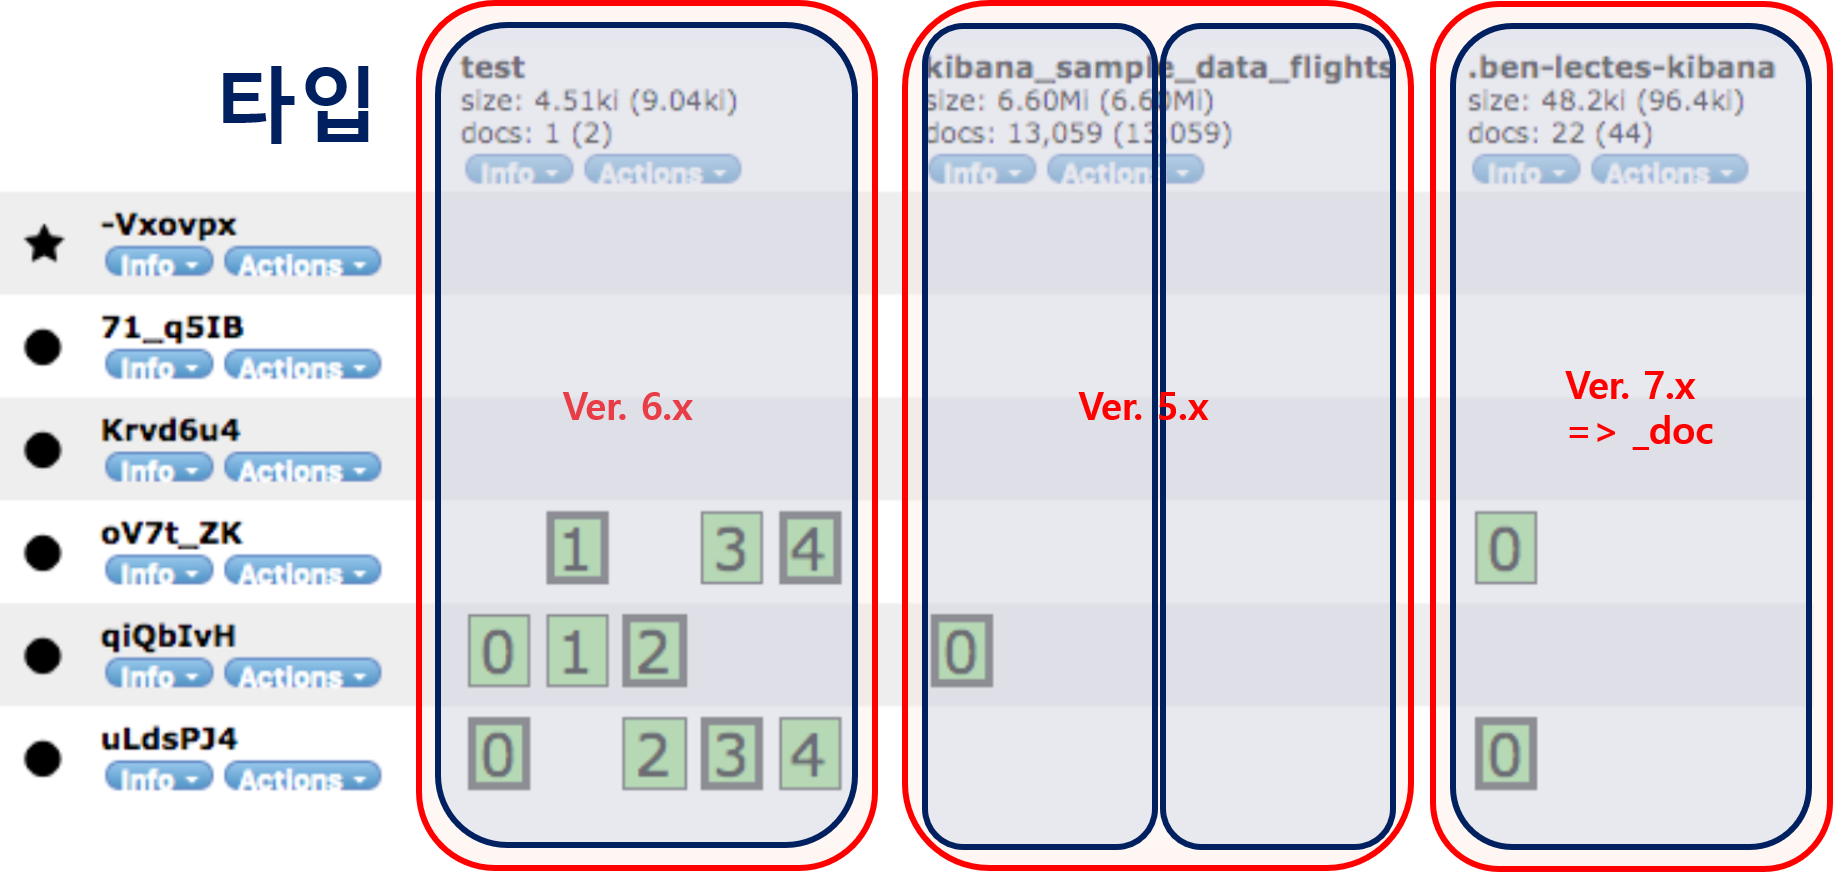 타입
test
size: 4.51ki (9.04ki)
docs: 1 (2)
Info Actions
kibana_sample_data_flights
size: 6.60Mi (6.60Mi)
docs: 13,059 (13,059)
Info Actions
.ben-lectes-kibana
size: 48.2ki (96.4ki)
docs: 22 (44)
Info Actions
-Vxovpx
Info Actions
71_q5IB
Info Actions
Krvd6u4
Info Actions
Ver. 6.x
Ver. 5.x
Ver. 7.x
=> _doc
oV7t_ZK
Info Actions
1 3 4
0
qiQbIvH
Info Actions
0 1 2
0
uLdsPJ4
Info Actions
0 2 3 4
0